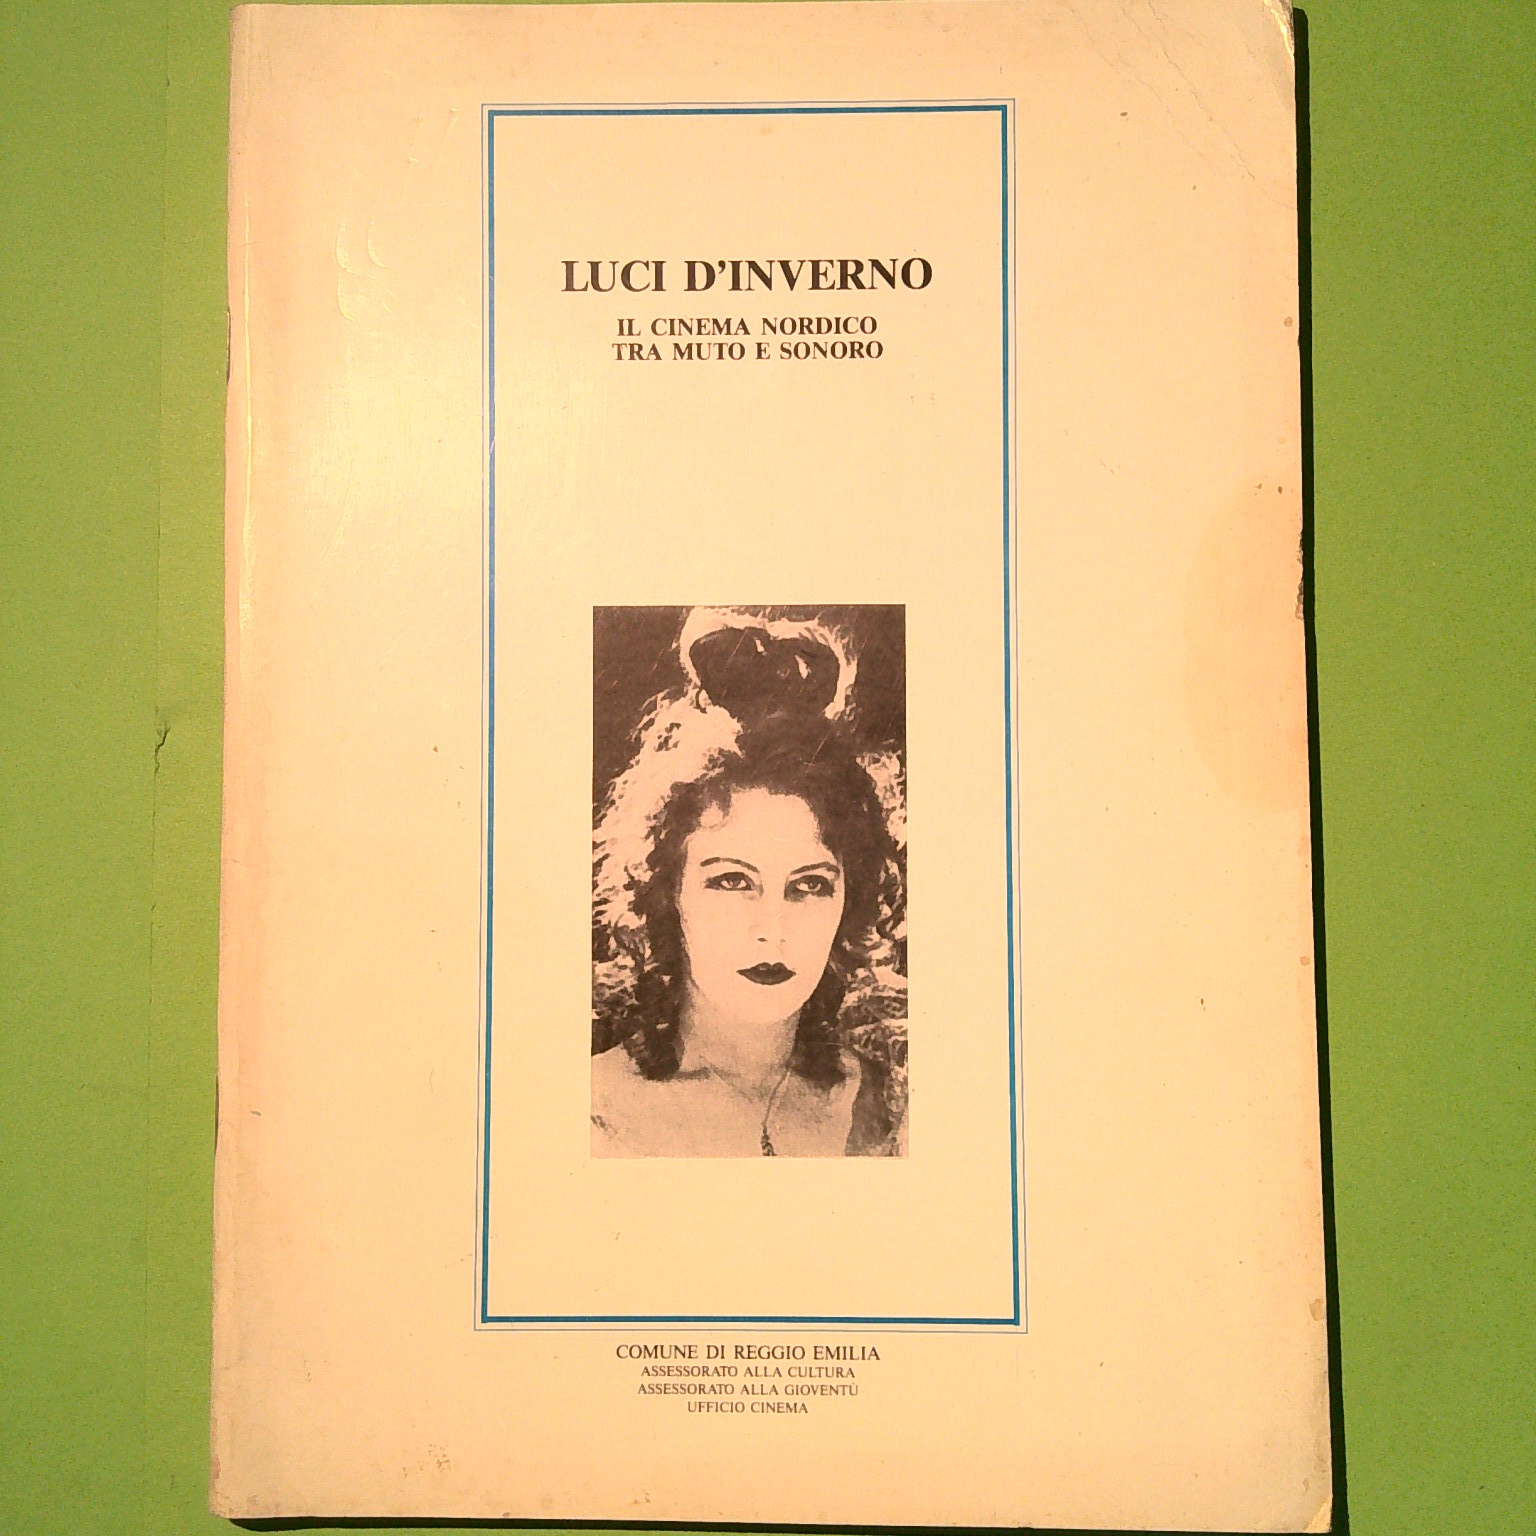 LUCI D'INVERNO
IL CINEMA NORDICO
TRA MUTO E SONORO
COMUNE DI REGGIO EMILIA
ASSESSORATO ALLA CULTURA
ASSESSORATO ALLA GIOVENTÙ
UFFICIO CINEMA